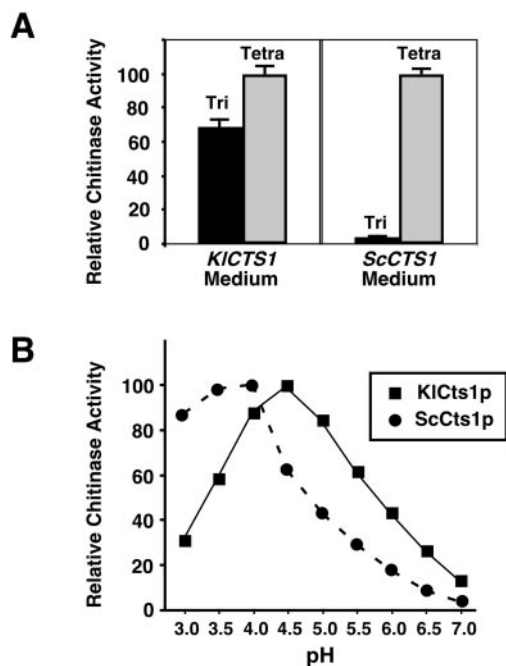 A
Relative Chitinase Activity
100
80
60
40
20
0
Tri
Tetra
Tri
Tetra
KlCTS1
Medium
ScCTS1
Medium
B
Relative Chitinase Activity
100
80
60
40
20
0
KlCts1p
ScCts1p
3.0 3.5 4.0 4.5 5.0 5.5 6.0 6.5 7.0
pH